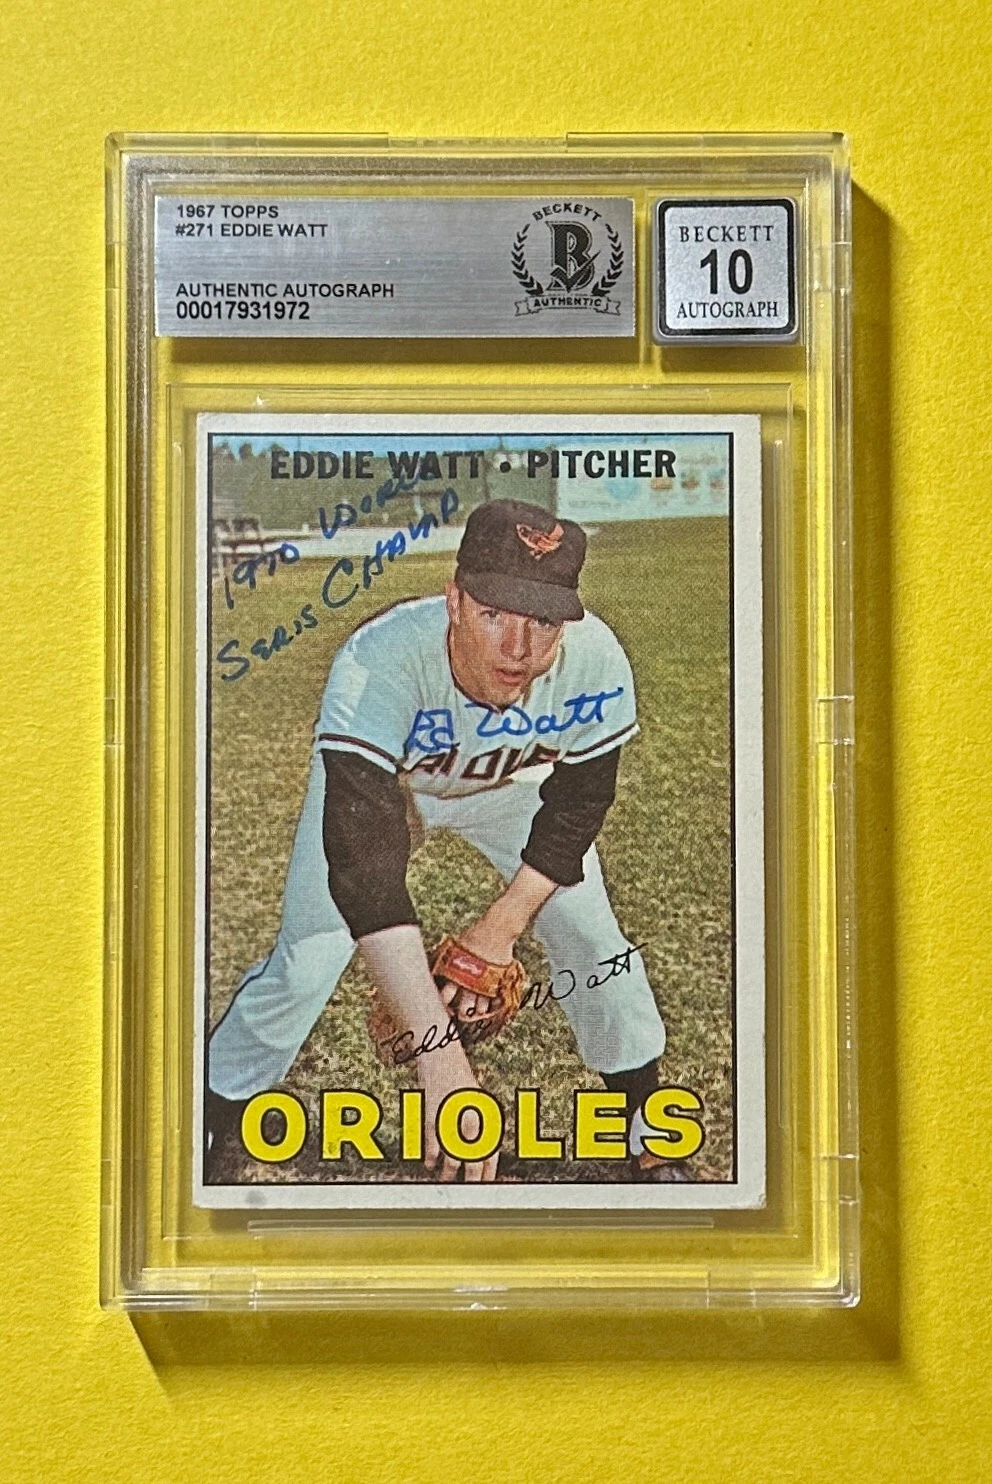 1967 TOPPS
#271 EDDIE WATT
AUTHENTIC AUTOGRAPH
00017931972
BECKETT
B
AUTHENTIC
BECKETT
10
AUTOGRAPH
EDDIE WATT • PITCHER
1970 WORLD
SERIS CHAMP
Ed Watt
Eddie Watt
ORIOLES